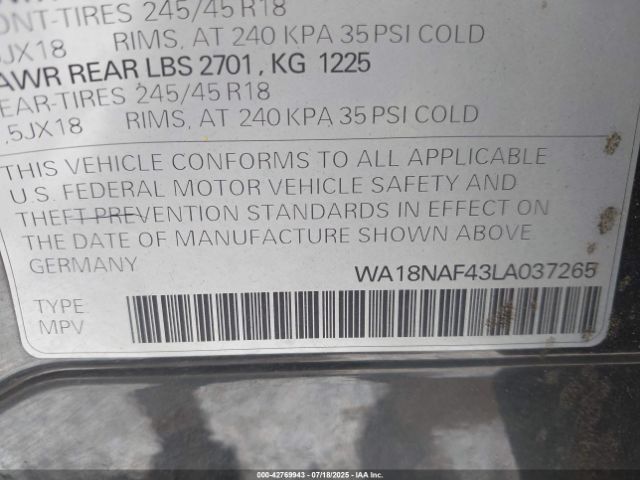 ONT-TIRES 245/45 R18
5JX18 RIMS, AT 240 KPA 35 PSI COLD
AWR REAR LBS 2701, KG 1225
EAR-TIRES 245/45 R18
,5JX18 RIMS, AT 240 KPA 35 PSI COLD
THIS VEHICLE CONFORMS TO ALL APPLICABLE
U.S. FEDERAL MOTOR VEHICLE SAFETY AND
THEFT PREVENTION STANDARDS IN EFFECT ON
THE DATE OF MANUFACTURE SHOWN ABOVE
GERMANY WA18NAF43LA037265
TYPE
MPV
000-42769943 | 07/18/2025 - IAA Inc.